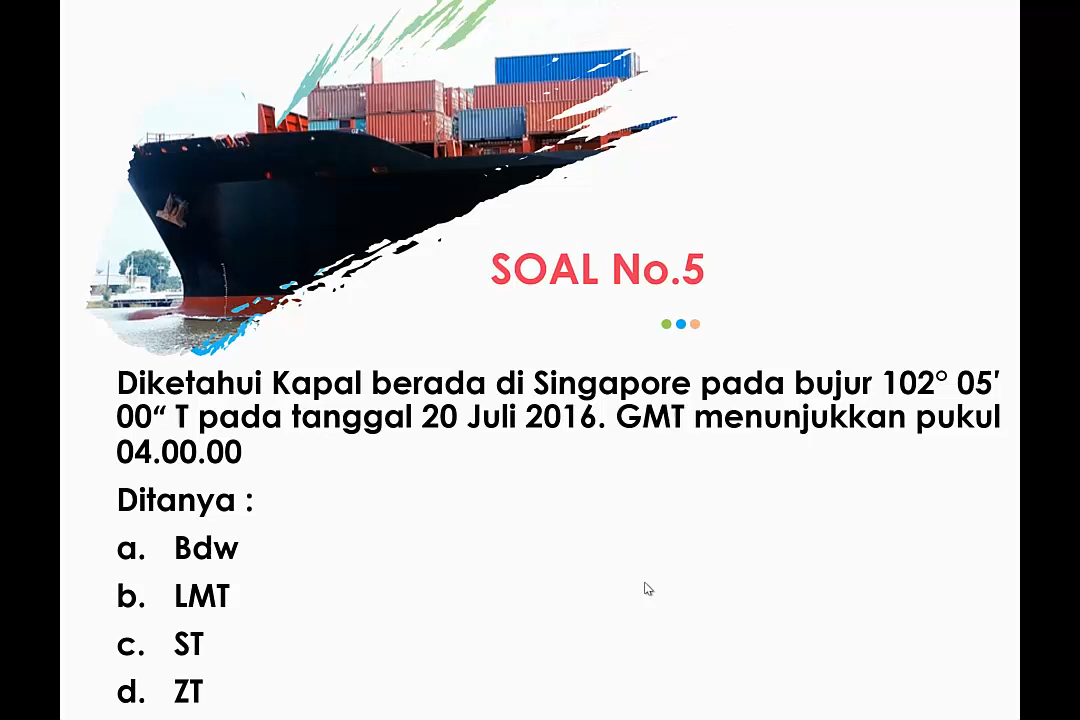 SOAL No.5
Diketahui Kapal berada di Singapore pada bujur 102° 05′
00“ T pada tanggal 20 Juli 2016. GMT menunjukkan pukul
04.00.00
Ditanya :
a. Bdw
b. LMT
c. ST
d. ZT